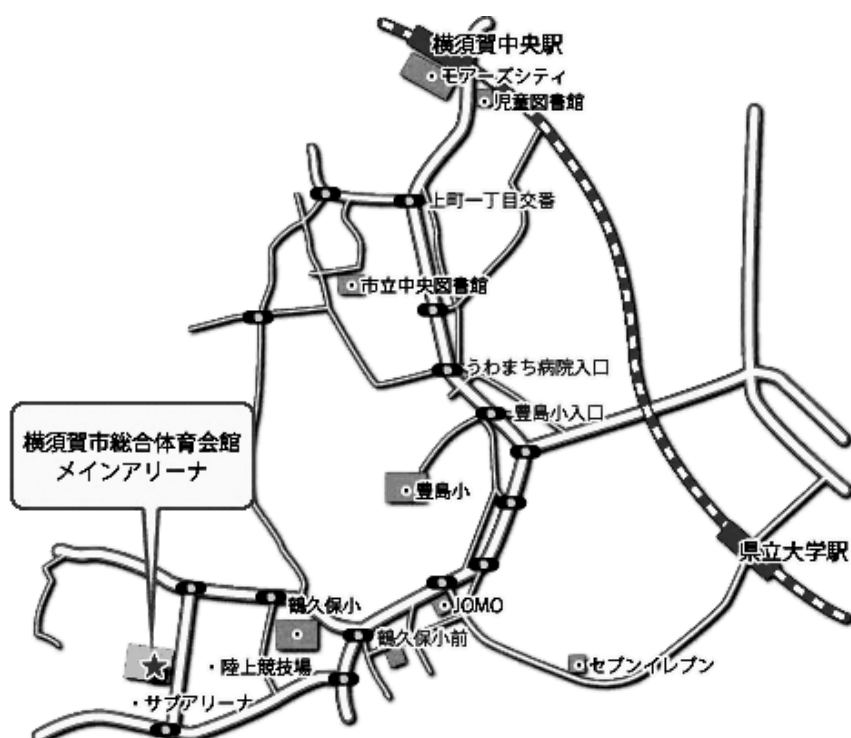 横須賀中央駅
モアーズシティ
児童図書館
上町一丁目交番
市立中央図書館
うわまち病院入口
豊島小入口
横須賀市総合体育会館
メインアリーナ
豊島小
県立大学駅
鶴久保小
JOMO
鶴久保小前
陸上競技場
セブンイレブン
サブアリーナ